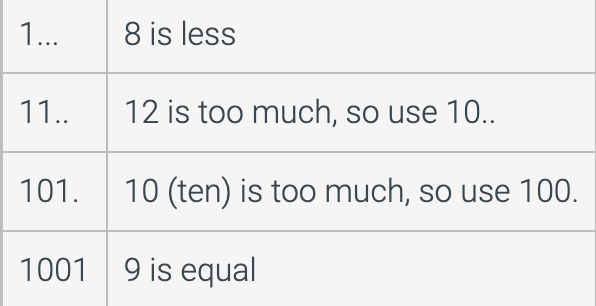 1... 8 is less
11.. 12 is too much, so use 10..
101. 10 (ten) is too much, so use 100.
1001 9 is equal